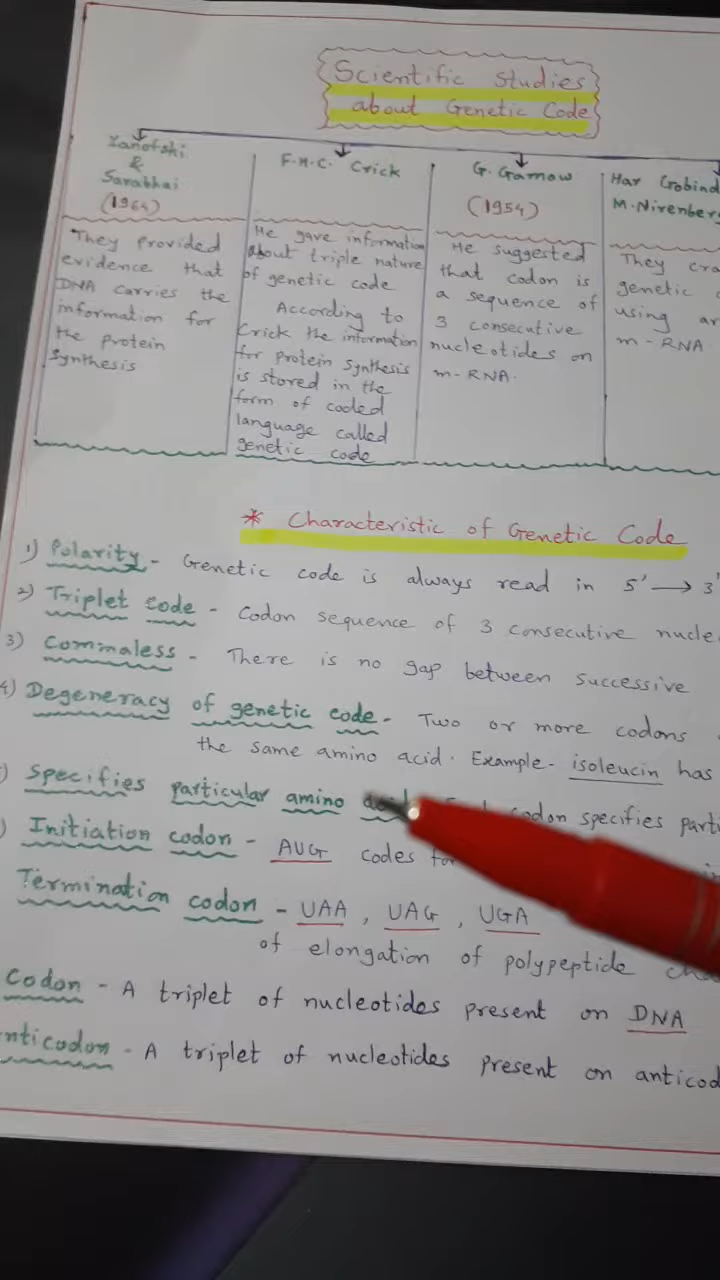 Scientific Studies
about Genetic Code
Yanofski
&
Sarabhai
(1964)
They provided
evidence that
DNA carries the
information for
the protein
synthesis
F.H.C. Crick
He gave information
about triple nature
of genetic code
According to
Crick the information
for protein synthesis
is stored in the
form of coded
language called
genetic code
G. Gamow
(1954)
He suggested
that codon is
a sequence of
3 consecutive
nucleotides on
m-RNA.
Har Gobind
M. Nirenberg
They
genetic
using
m-RNA
* Characteristic of Genetic Code
1) Polarity - Genetic code is always read in 5' → 3'
2) Triplet code - Codon sequence of 3 consecutive
3) Commaless - There is no gap between successive
4) Degeneracy of genetic code - Two or more codons
the same amino acid. Example - isoleucin has
Specifies particular amino codon specifies
Initiation codon - AUG codes
Termination codon - UAA, UAG, UGA
of elongation of polypeptide
Codon - A triplet of nucleotides present on DNA
A triplet of nucleotides present on